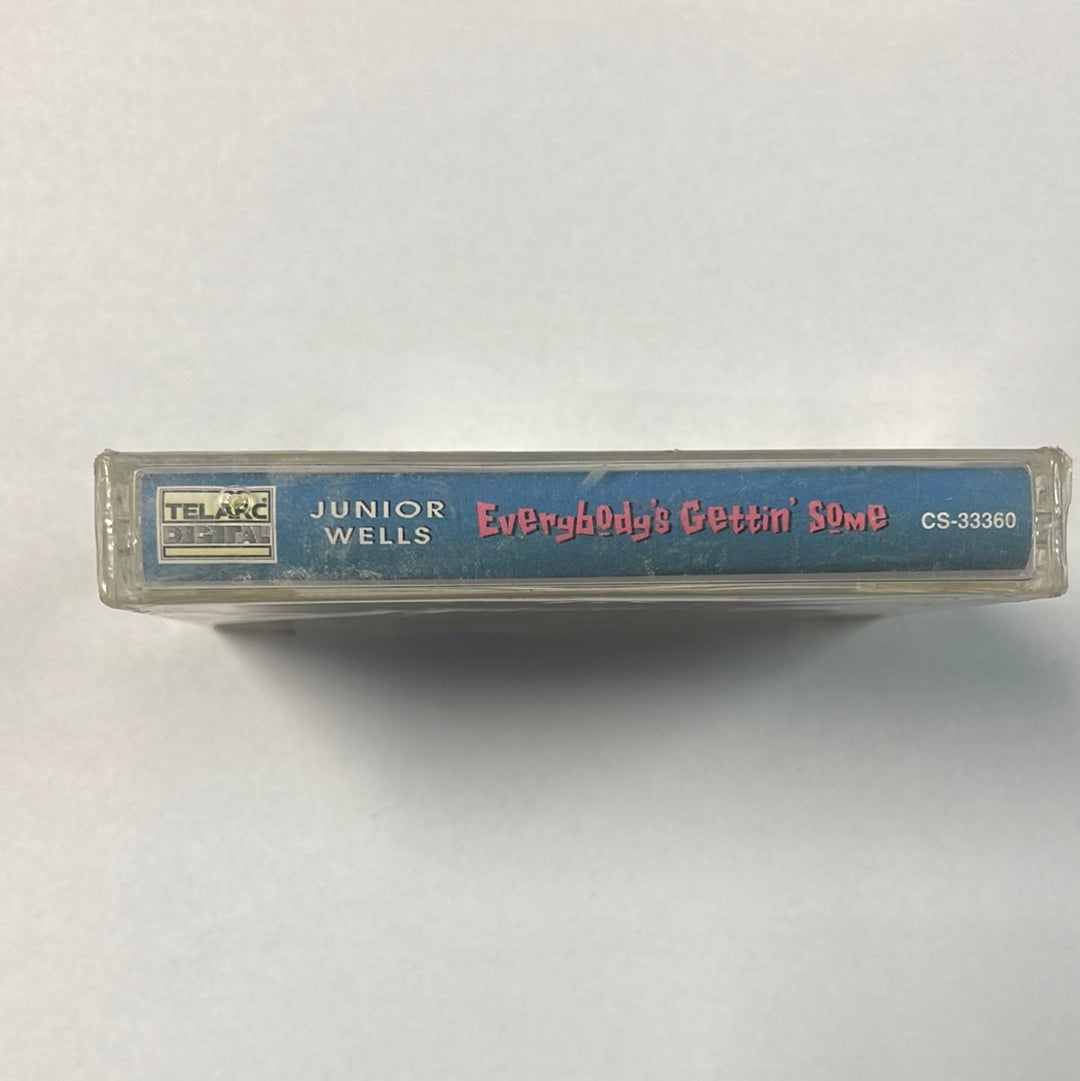 TELARC
DIGITAL
JUNIOR
WELLS
Everybody's Gettin' Some
CS-33360